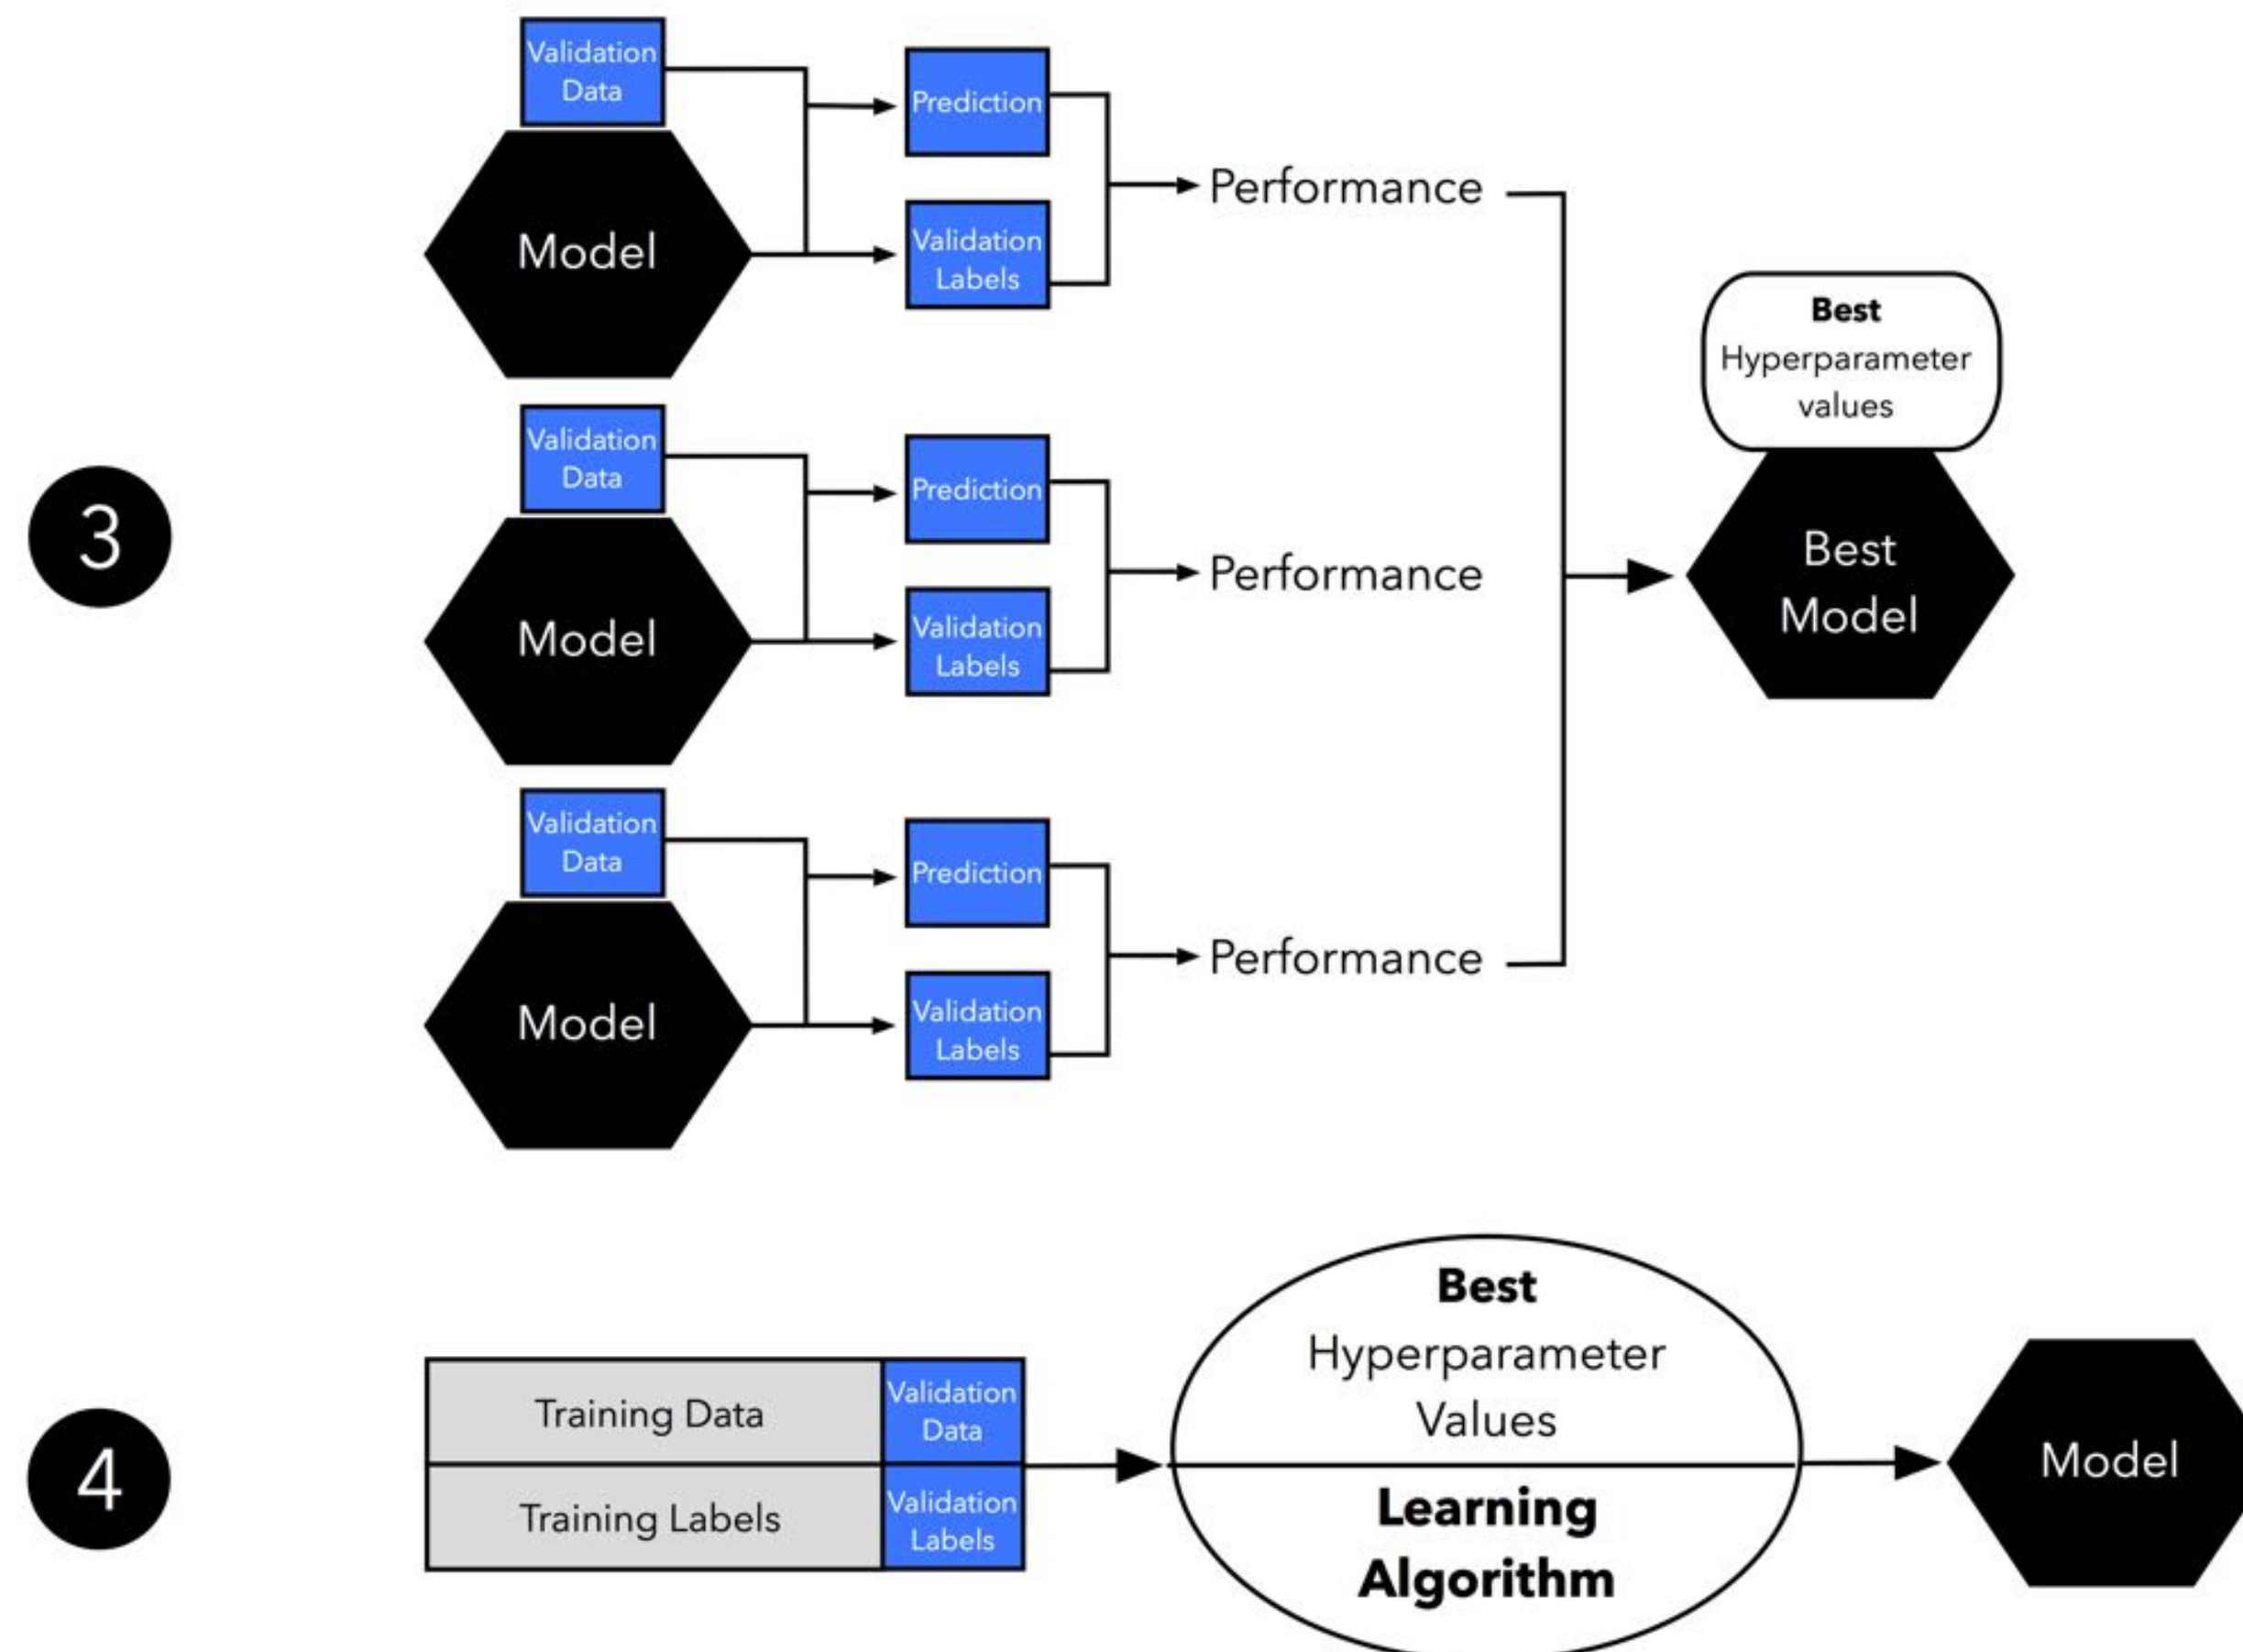 Validation
Data
Model
Prediction
Validation
Labels
Performance
3
Validation
Data
Model
Prediction
Validation
Labels
Performance
Validation
Data
Model
Prediction
Validation
Labels
Performance
Best
Hyperparameter
values
Best
Model
4
Training Data
Validation
Data
Training Labels
Validation
Labels
Best
Hyperparameter
Values
Learning
Algorithm
Model